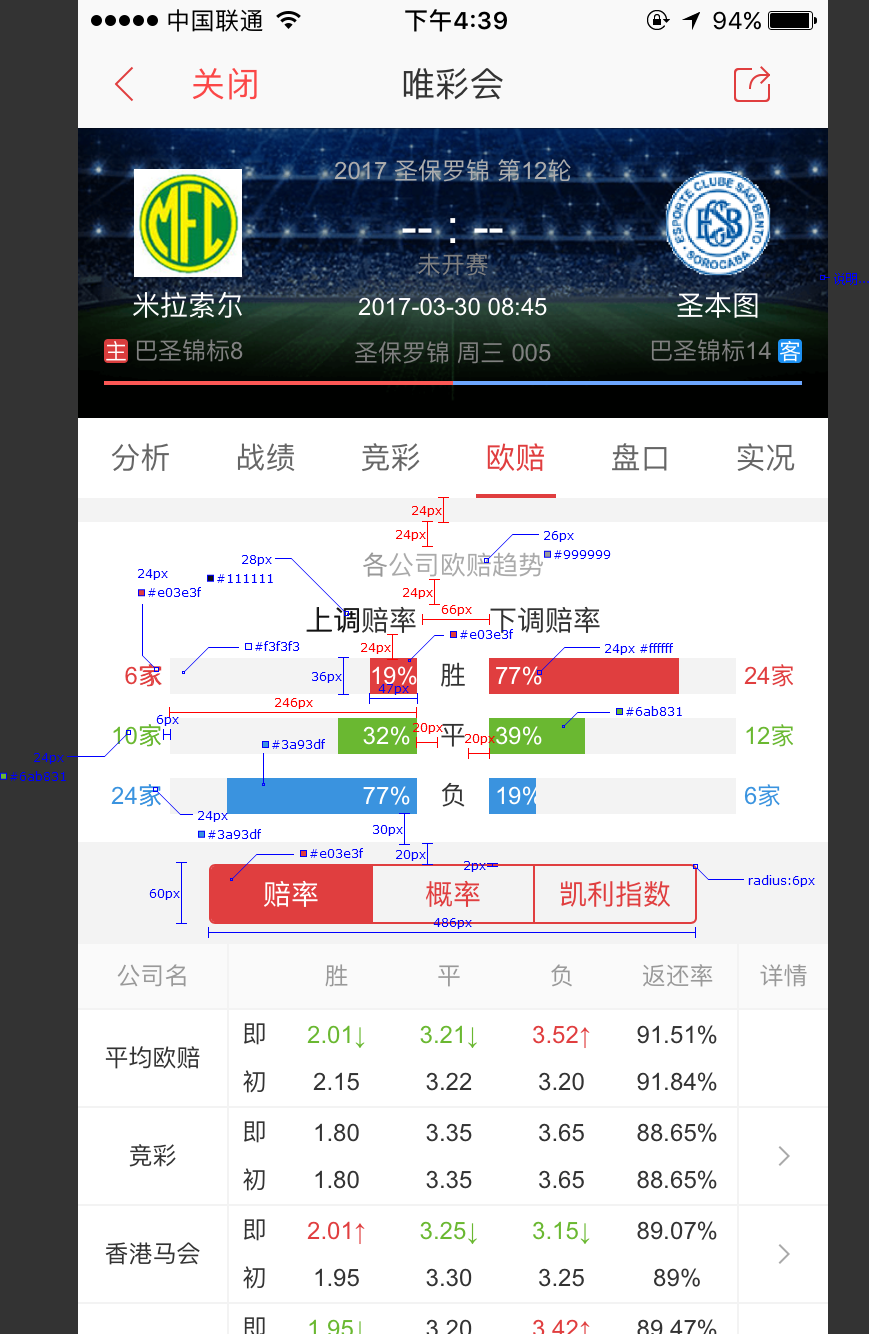 中国联通 下午4:39 94%
关闭 唯彩会
2017 圣保罗锦 第12轮
MFC
ESPORTE CLUBE SÃO BENTO
ESB
SOROCABA
-- : --
未开赛
说明...
米拉索尔 2017-03-30 08:45 圣本图
主 巴圣锦标8 圣保罗锦 周三 005 巴圣锦标14 客
分析 战绩 竞彩 欧赔 盘口 实况
24px
24px
26px
#999999
各公司欧赔趋势
28px
#111111
24px
#e03e3f
24px
66px
上调赔率 下调赔率
#e03e3f
#f3f3f3
24px
24px #ffffff
6家 36px 19% 胜 77% 24家
47px
246px
6px
#6ab831
10家 32% 20px 平 20px 39% 12家
24px
#3a93df
#6ab831
24家 77% 负 19% 6家
24px
#3a93df
30px
#e03e3f
20px
2px
60px
radius:6px
赔率 概率 凯利指数
486px
公司名 胜 平 负 返还率 详情
即 2.01↓ 3.21↓ 3.52↑ 91.51%
平均欧赔
初 2.15 3.22 3.20 91.84%
即 1.80 3.35 3.65 88.65%
竞彩
初 1.80 3.35 3.65 88.65%
即 2.01↑ 3.25↓ 3.15↓ 89.07%
香港马会
初 1.95 3.30 3.25 89%
即 1.95↓ 3.20 3.42↑ 89.47%